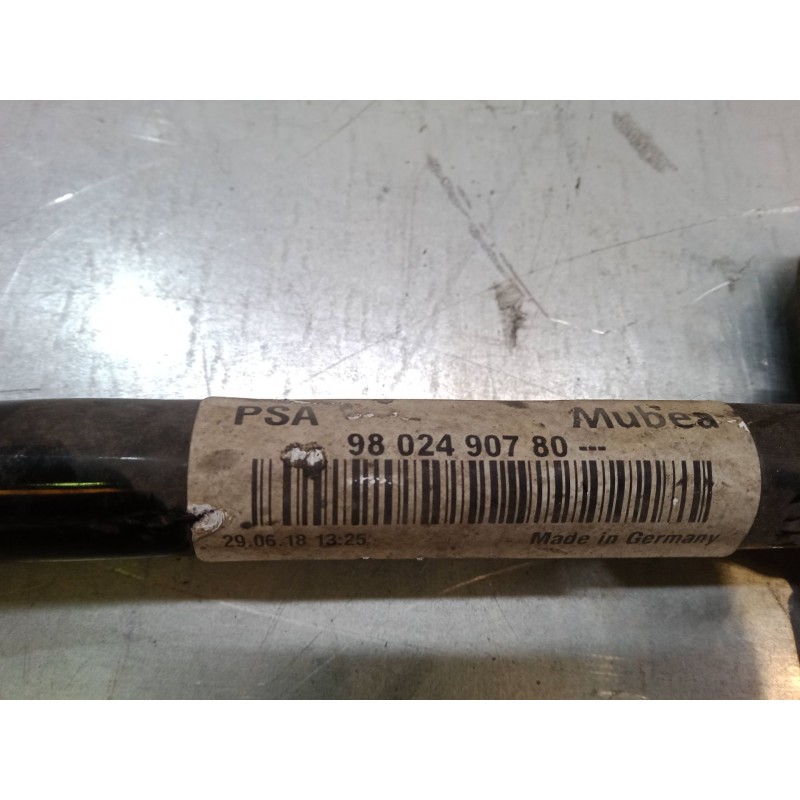 PSA Mubea
98 024 907 80 ---
29.06.18 13:25 Made in Germany